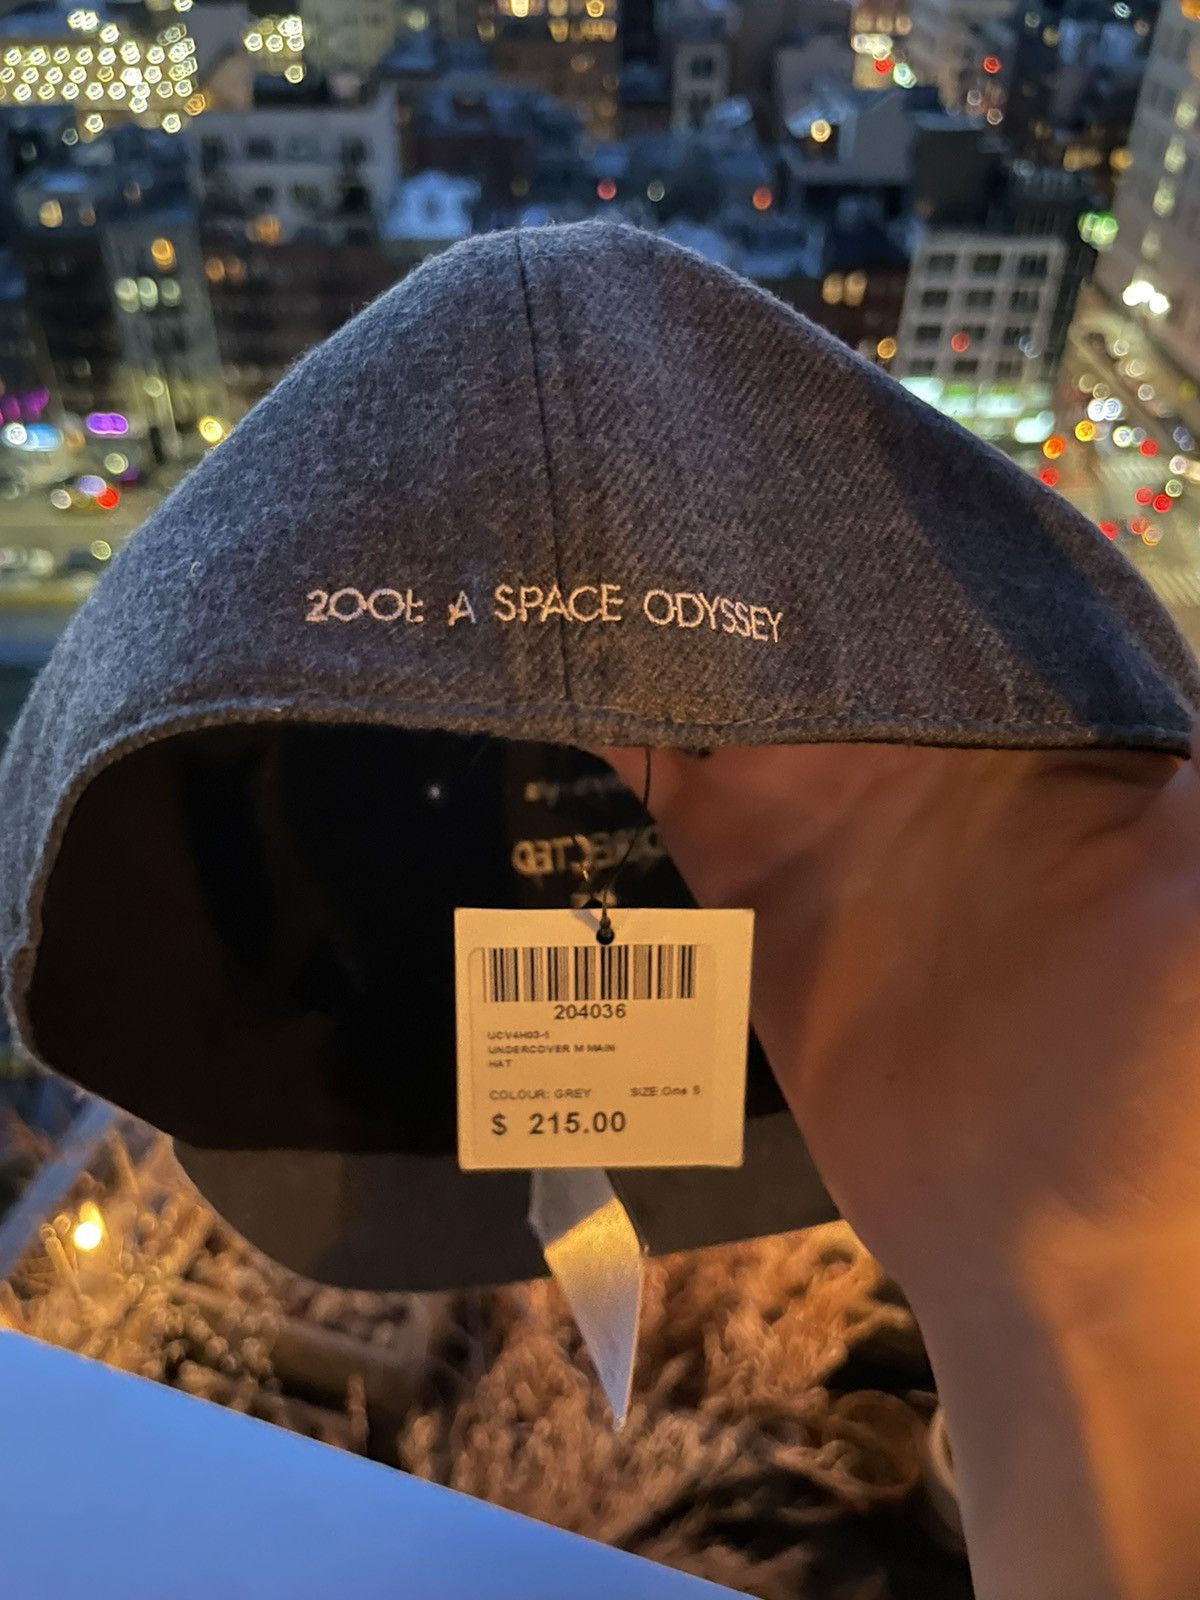 2001: A SPACE ODYSSEY
204036
UCV4H03-1
UNDERCOVER M MAIN
HAT
COLOUR: GREY SIZE:One S
$ 215.00